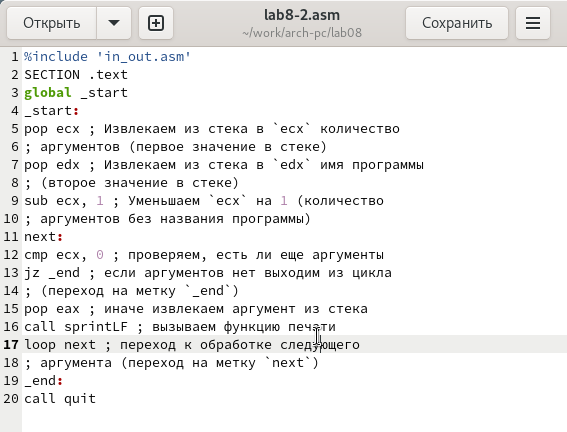 Открыть
lab8-2.asm
~/work/arch-pc/lab08
Сохранить
1 %include 'in_out.asm'
2 SECTION .text
3 global _start
4 _start:
5 pop ecx ; Извлекаем из стека в `ecx` количество
6 ; аргументов (первое значение в стеке)
7 pop edx ; Извлекаем из стека в `edx` имя программы
8 ; (второе значение в стеке)
9 sub ecx, 1 ; Уменьшаем `ecx` на 1 (количество
10 ; аргументов без названия программы)
11 next:
12 cmp ecx, 0 ; проверяем, есть ли еще аргументы
13 jz _end ; если аргументов нет выходим из цикла
14 ; (переход на метку `_end`)
15 pop eax ; иначе извлекаем аргумент из стека
16 call sprintLF ; вызываем функцию печати
17 loop next ; переход к обработке следующего
18 ; аргумента (переход на метку `next`)
19 _end:
20 call quit